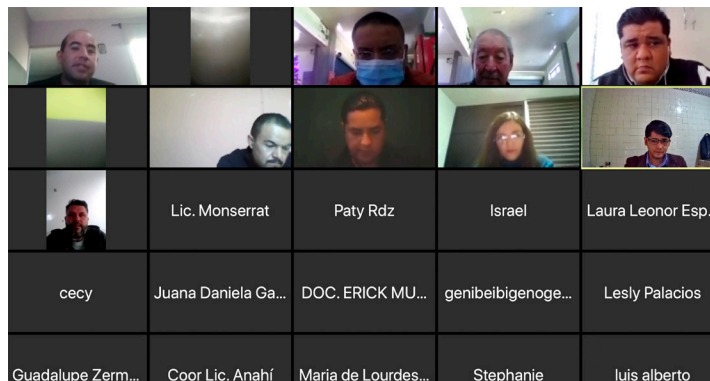 Lic. Monserrat
Paty Rdz
Israel
Laura Leonor Esp.
cecy
Juana Daniela Ga...
DOC. ERICK MU...
genibeibigenoge...
Lesly Palacios
Guadalupe Zerm...
Coor Lic. Anahí
Maria de Lourdes...
Stephanie
luis alberto